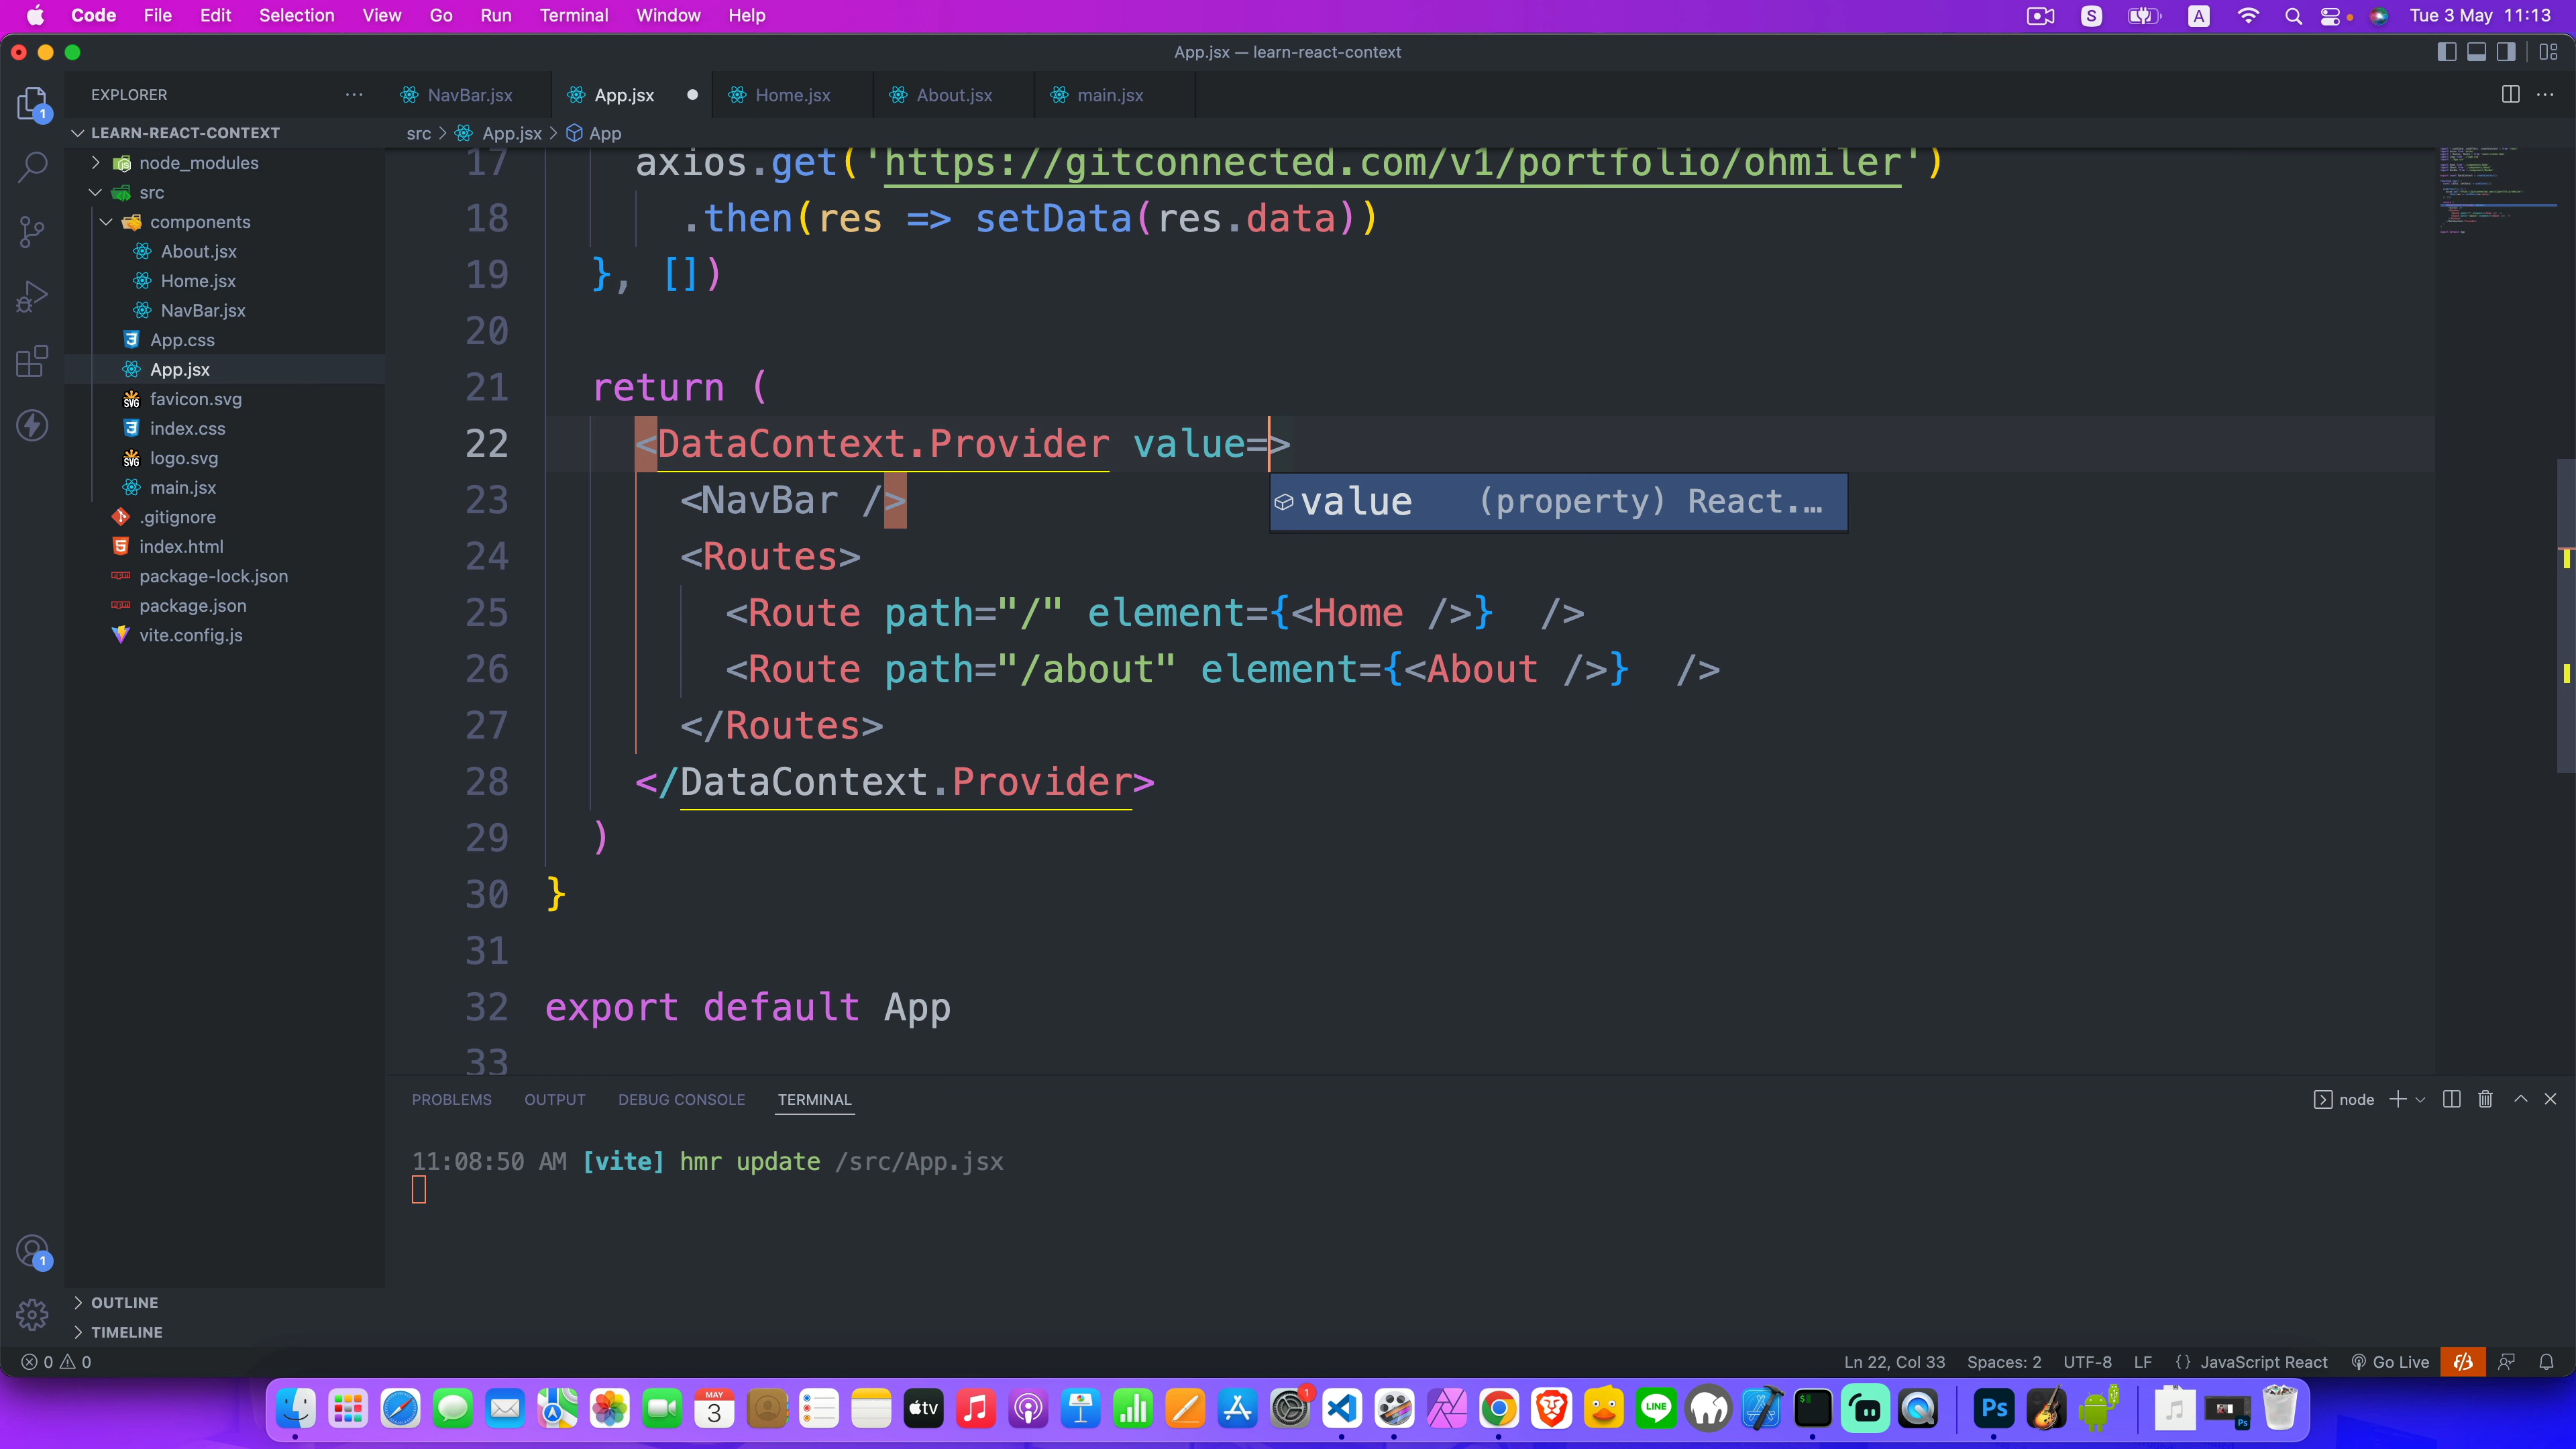 Code File Edit Selection View Go Run Terminal Window Help
S A Tue 3 May 11:13
App.jsx — learn-react-context
EXPLORER
NavBar.jsx App.jsx Home.jsx About.jsx main.jsx
LEARN-REACT-CONTEXT
src > App.jsx > App
node_modules
src
components
About.jsx
Home.jsx
NavBar.jsx
App.css
App.jsx
favicon.svg
index.css
logo.svg
main.jsx
.gitignore
index.html
package-lock.json
package.json
vite.config.js
17 axios.get('https://gitconnected.com/v1/portfolio/ohmiler')
18 .then(res => setData(res.data))
19 }, [])
20
21 return (
22 <DataContext.Provider value=>
value (property) React.…
23 <NavBar />
24 <Routes>
25 <Route path="/" element={<Home />} />
26 <Route path="/about" element={<About />} />
27 </Routes>
28 </DataContext.Provider>
29 )
30 }
31
32 export default App
33
PROBLEMS OUTPUT DEBUG CONSOLE TERMINAL
node
11:08:50 AM [vite] hmr update /src/App.jsx
1
1
OUTLINE
TIMELINE
0 0
Ln 22, Col 33 Spaces: 2 UTF-8 LF {} JavaScript React Go Live
MAY
3
tv
1
LINE
Ps